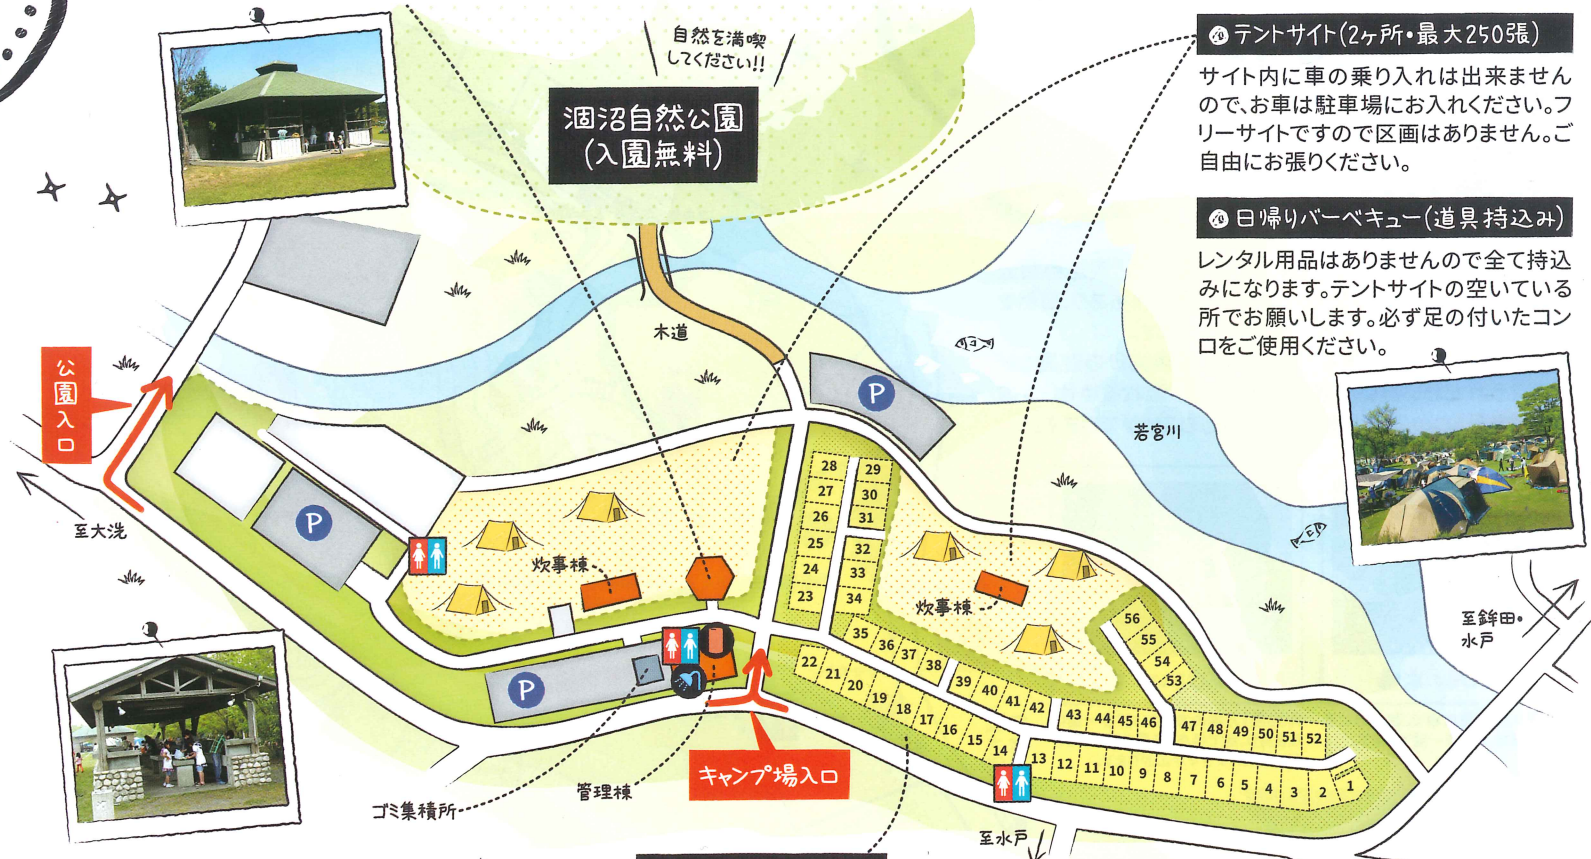 自然を満喫
してください!!
涸沼自然公園
(入園無料)
テントサイト(2ヶ所・最大250張)
サイト内に車の乗り入れは出来ません
ので、お車は駐車場にお入れください。フ
リーサイトですので区画はありません。ご
自由にお張りください。
日帰りバーベキュー(道具持込み)
レンタル用品はありませんので全て持込
みになります。テントサイトの空いている
所でお願いします。必ず足の付いたコン
ロをご使用ください。
木道
公園入口
P
若宮川
至大洗
P
炊事棟
炊事棟
至鉾田・
水戸
P
28
27
26
25
24
23
29
30
31
32
33
34
35
36
37
38
39
40
41
42
43
44
45
46
47
48
49
50
51
52
56
55
54
53
22
21
20
19
18
17
16
15
14
13
12
11
10
9
8
7
6
5
4
3
2
1
キャンプ場入口
管理棟
ゴミ集積所
至水戸